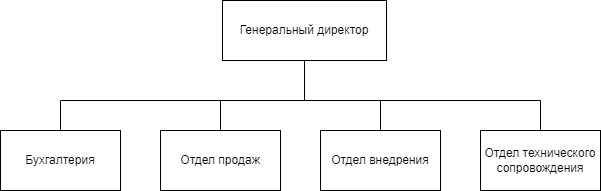 Генеральный директор
Бухгалтерия
Отдел продаж
Отдел внедрения
Отдел технического
сопровождения